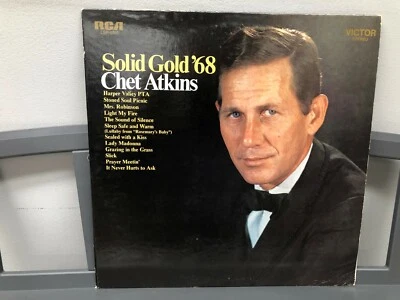 RCA
VICTOR
Solid Gold '68
Chet Atkins
Harper Valley PTA
Stoned Soul Picnic
Mrs. Robinson
Light My Fire
The Sound of Silence
Sleep Safe and Warm
(Lullaby from "Rosemary's Baby")
Sealed with a Kiss
Lady Madonna
Grazing in the Grass
Slick
Prayer Meetin'
It Never Hurts to Ask